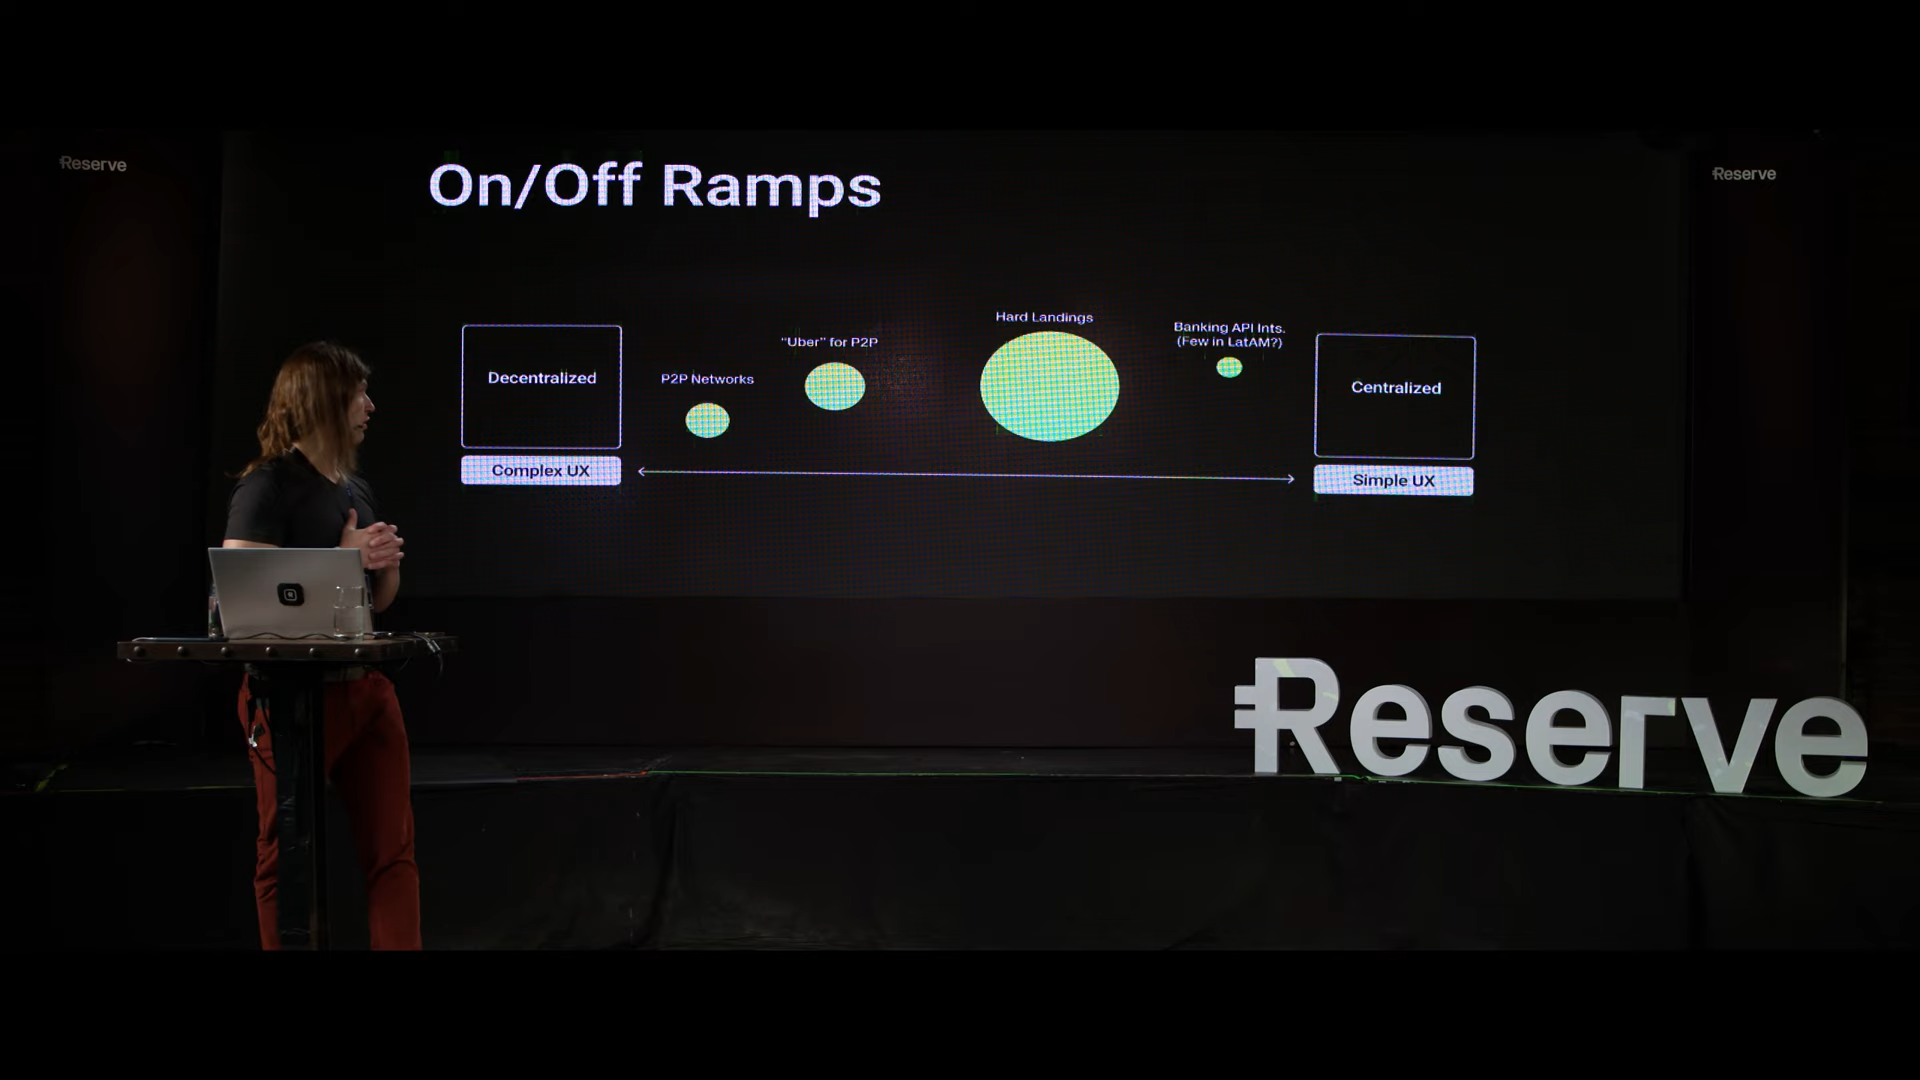 Reserve
Reserve
On/Off Ramps
Hard Landings
Banking API Ints.
(Few in LatAM?)
"Uber" for P2P
P2P Networks
Decentralized
Centralized
Complex UX
Simple UX
Reserve